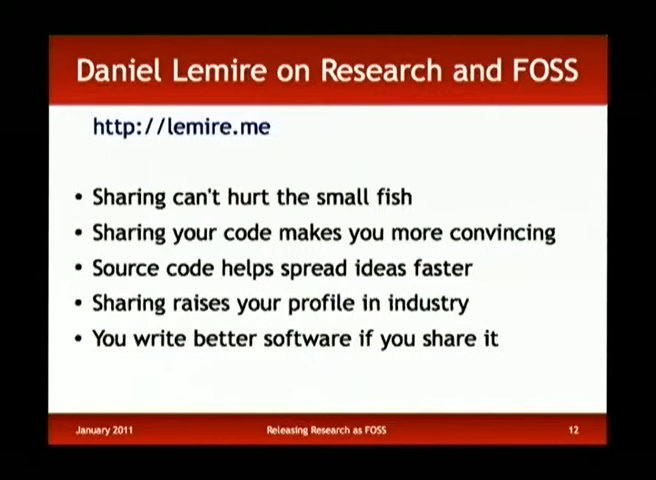 Daniel Lemire on Research and FOSS
http://lemire.me
• Sharing can't hurt the small fish
• Sharing your code makes you more convincing
• Source code helps spread ideas faster
• Sharing raises your profile in industry
• You write better software if you share it
January 2011
Releasing Research as FOSS
12